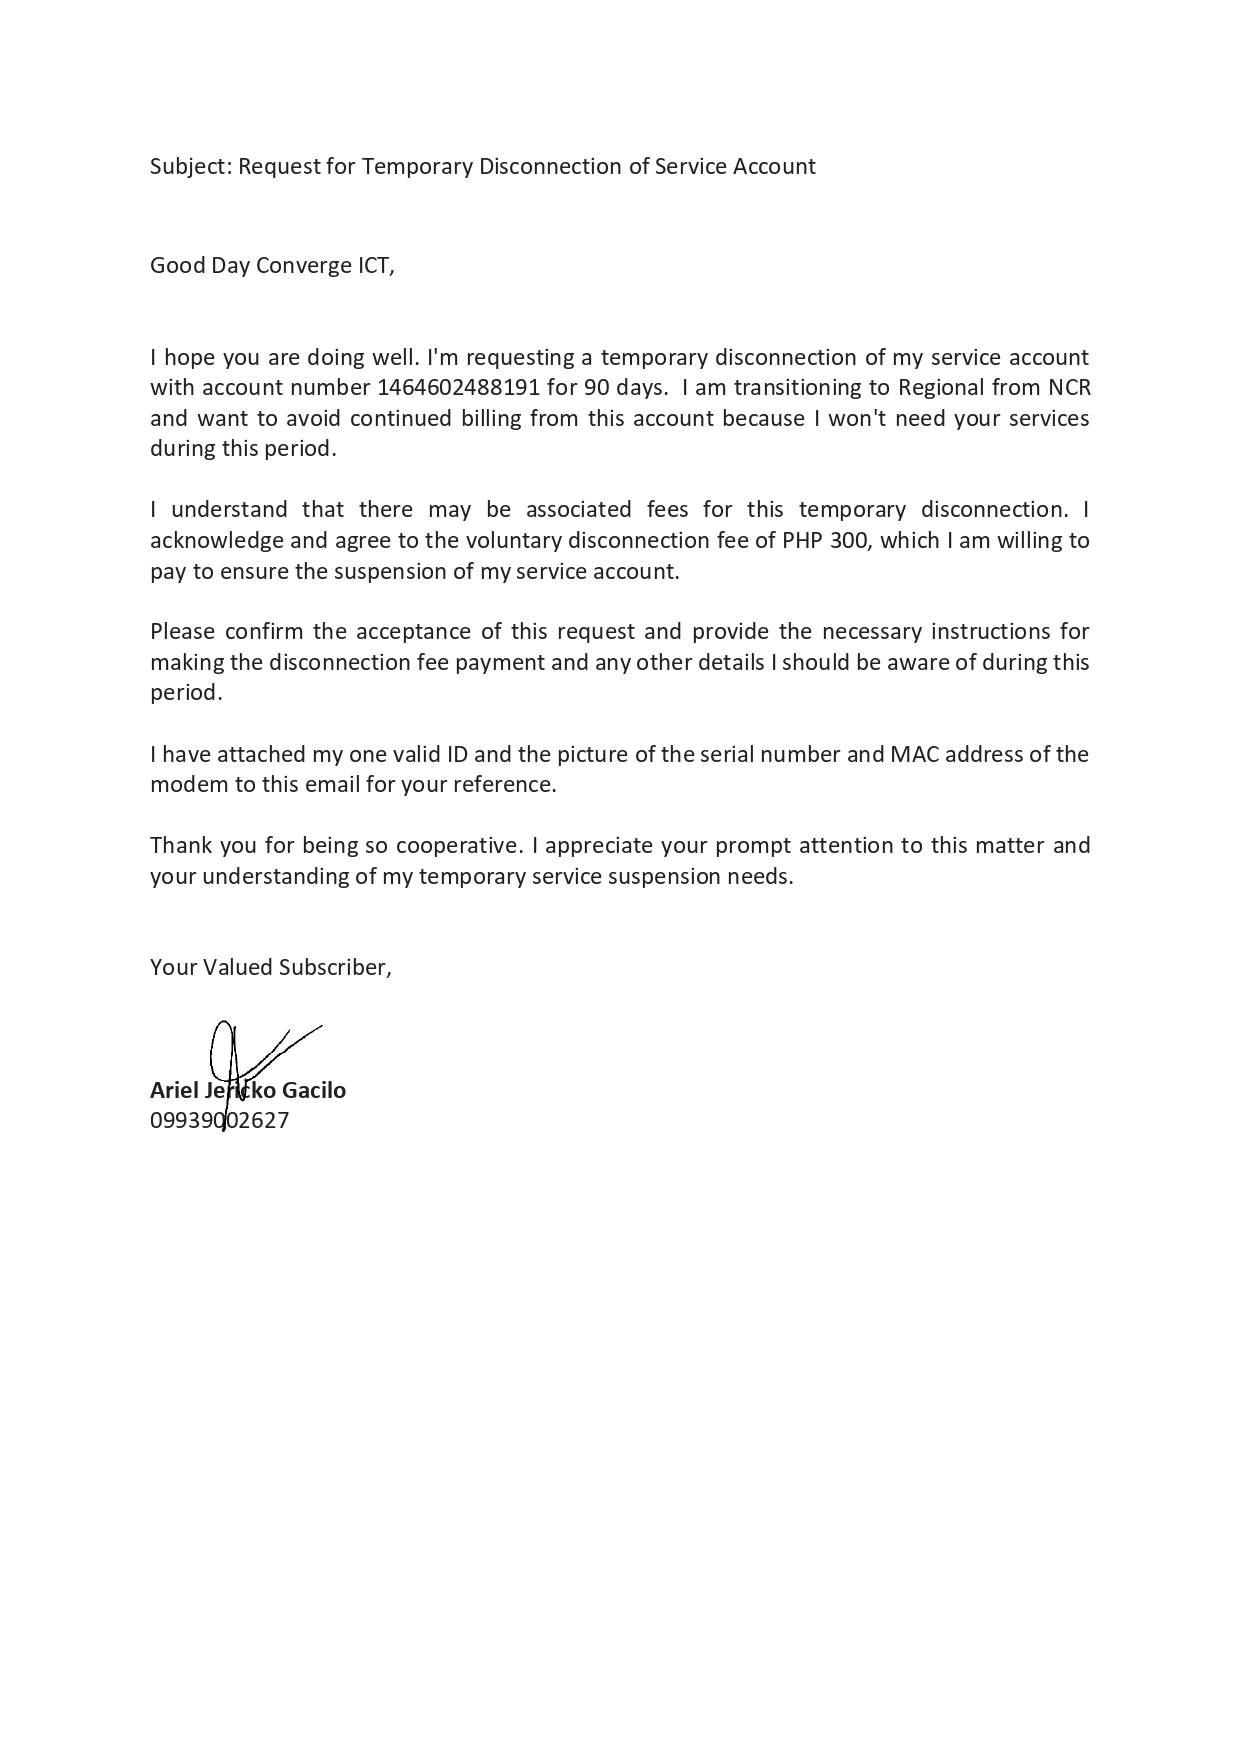 Subject: Request for Temporary Disconnection of Service Account
Good Day Converge ICT,
I hope you are doing well. I'm requesting a temporary disconnection of my service account
with account number 1464602488191 for 90 days.  I am transitioning to Regional from NCR
and want to avoid continued billing from this account because I won't need your services
during this period.
I understand that there may be associated fees for this temporary disconnection. I
acknowledge and agree to the voluntary disconnection fee of PHP 300, which I am willing to
pay to ensure the suspension of my service account.
Please confirm the acceptance of this request and provide the necessary instructions for
making the disconnection fee payment and any other details I should be aware of during this
period.
I have attached my one valid ID and the picture of the serial number and MAC address of the
modem to this email for your reference.
Thank you for being so cooperative. I appreciate your prompt attention to this matter and
your understanding of my temporary service suspension needs.
Your Valued Subscriber,
Ariel Jericko Gacilo
09939002627